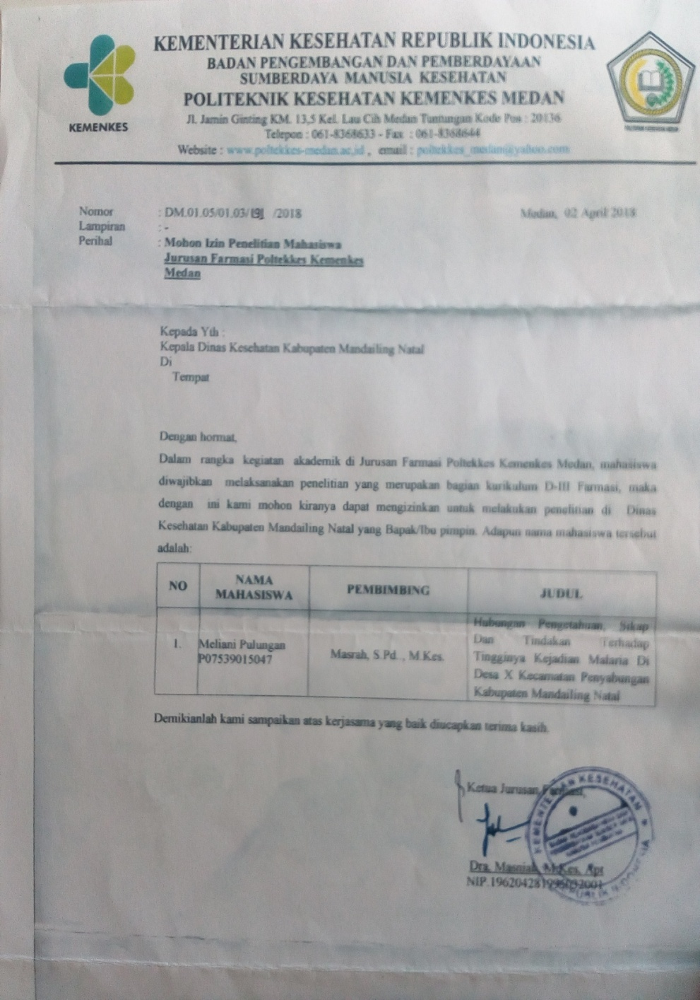 KEMENTERIAN KESEHATAN REPUBLIK INDONESIA
BADAN PENGEMBANGAN DAN PEMBERDAYAAN
SUMBERDAYA MANUSIA KESEHATAN
POLITEKNIK KESEHATAN KEMENKES MEDAN
Jl. Jamin Ginting KM. 13,5 Kel. Lau Cih Medan Tuntungan Kode Pos : 20136
Telepon : 061-8368633 - Fax : 061-8368644
Website : www.poltekkes-medan.ac.id , email : poltekkes_medan@yahoo.com
KEMENKES
Nomor : DM.01.05/01.03/191 /2018 Medan, 02 April 2018
Lampiran : -
Perihal : Mohon Izin Penelitian Mahasiswa
Jurusan Farmasi Poltekkes Kemenkes
Medan
Kepada Yth :
Kepala Dinas Kesehatan Kabupaten Mandailing Natal
Di
Tempat
Dengan hormat,
Dalam rangka kegiatan akademik di Jurusan Farmasi Poltekkes Kemenkes Medan, mahasiswa
diwajibkan melaksanakan penelitian yang merupakan bagian kurikulum D-III Farmasi, maka
dengan ini kami mohon kiranya dapat mengizinkan untuk melakukan penelitian di Dinas
Kesehatan Kabupaten Mandailing Natal yang Bapak/Ibu pimpin. Adapun nama mahasiswa tersebut
adalah:
NO NAMA MAHASISWA PEMBIMBING JUDUL
1. Meliani Pulungan
P07539015047
Masrah, S.Pd. , M.Kes.
Hubungan Pengetahuan, Sikap
Dan Tindakan Terhadap
Tingginya Kejadian Malaria Di
Desa X Kecamatan Penyabungan
Kabupaten Mandailing Natal
Demikianlah kami sampaikan atas kerjasama yang baik diucapkan terima kasih.
Ketua Jurusan Farmasi,
KEMENTERIAN KESEHATAN
REPUBLIK INDONESIA
Dra. Masniah, M.Kes, Apt
NIP.196204281995032001